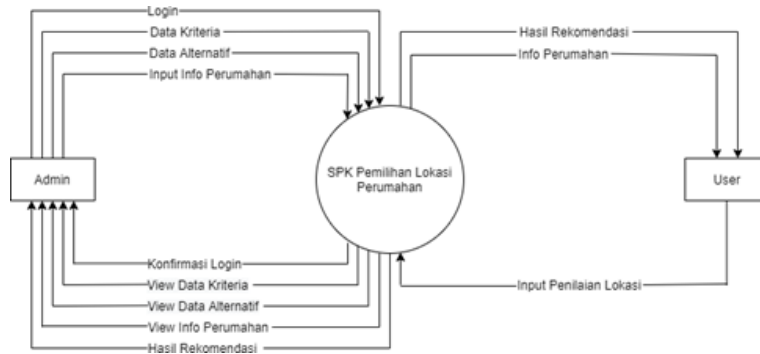 Login
Data Kriteria
Data Alternatif
Input Info Perumahan
Hasil Rekomendasi
Info Perumahan
Admin
SPK Pemilihan Lokasi
Perumahan
User
Konfirmasi Login
View Data Kriteria
View Data Alternatif
View Info Perumahan
Hasil Rekomendasi
Input Penilaian Lokasi